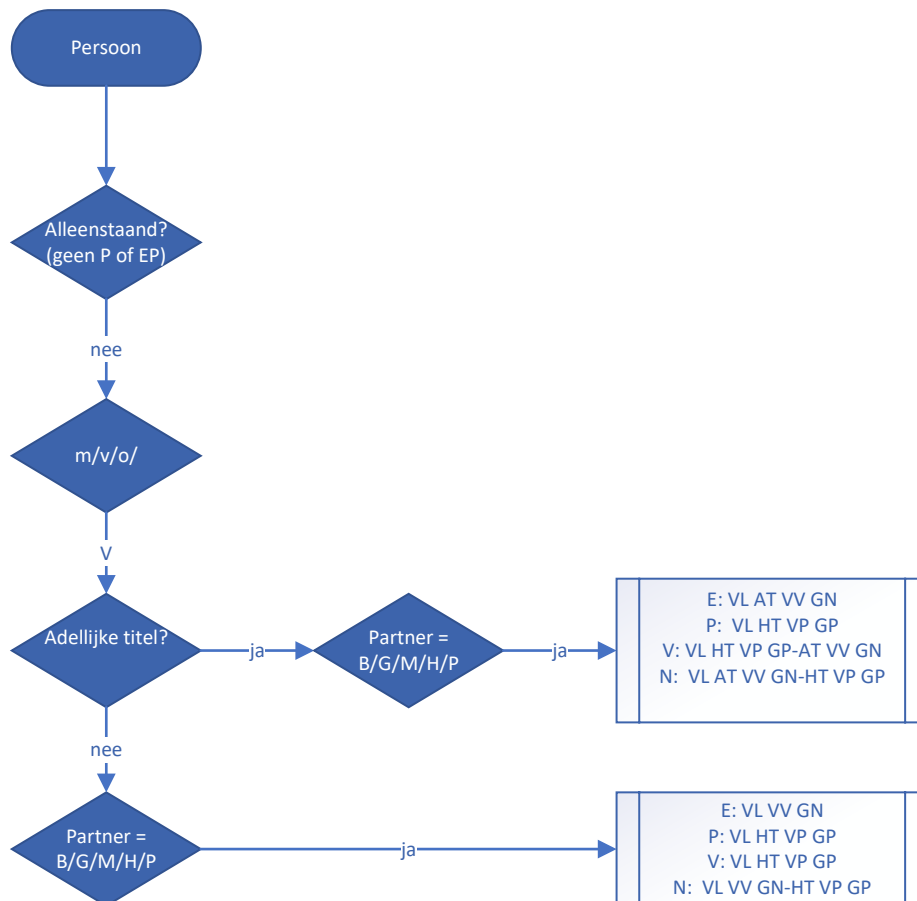 Persoon
Alleenstaand?
(geen P of EP)
nee
m/v/o/
V
Adellijke titel?
ja
Partner =
B/G/M/H/P
ja
E: VL AT VV GN
P: VL HT VP GP
V: VL HT VP GP-AT VV GN
N: VL AT VV GN-HT VP GP
nee
Partner =
B/G/M/H/P
ja
E: VL VV GN
P: VL HT VP GP
V: VL HT VP GP
N: VL VV GN-HT VP GP